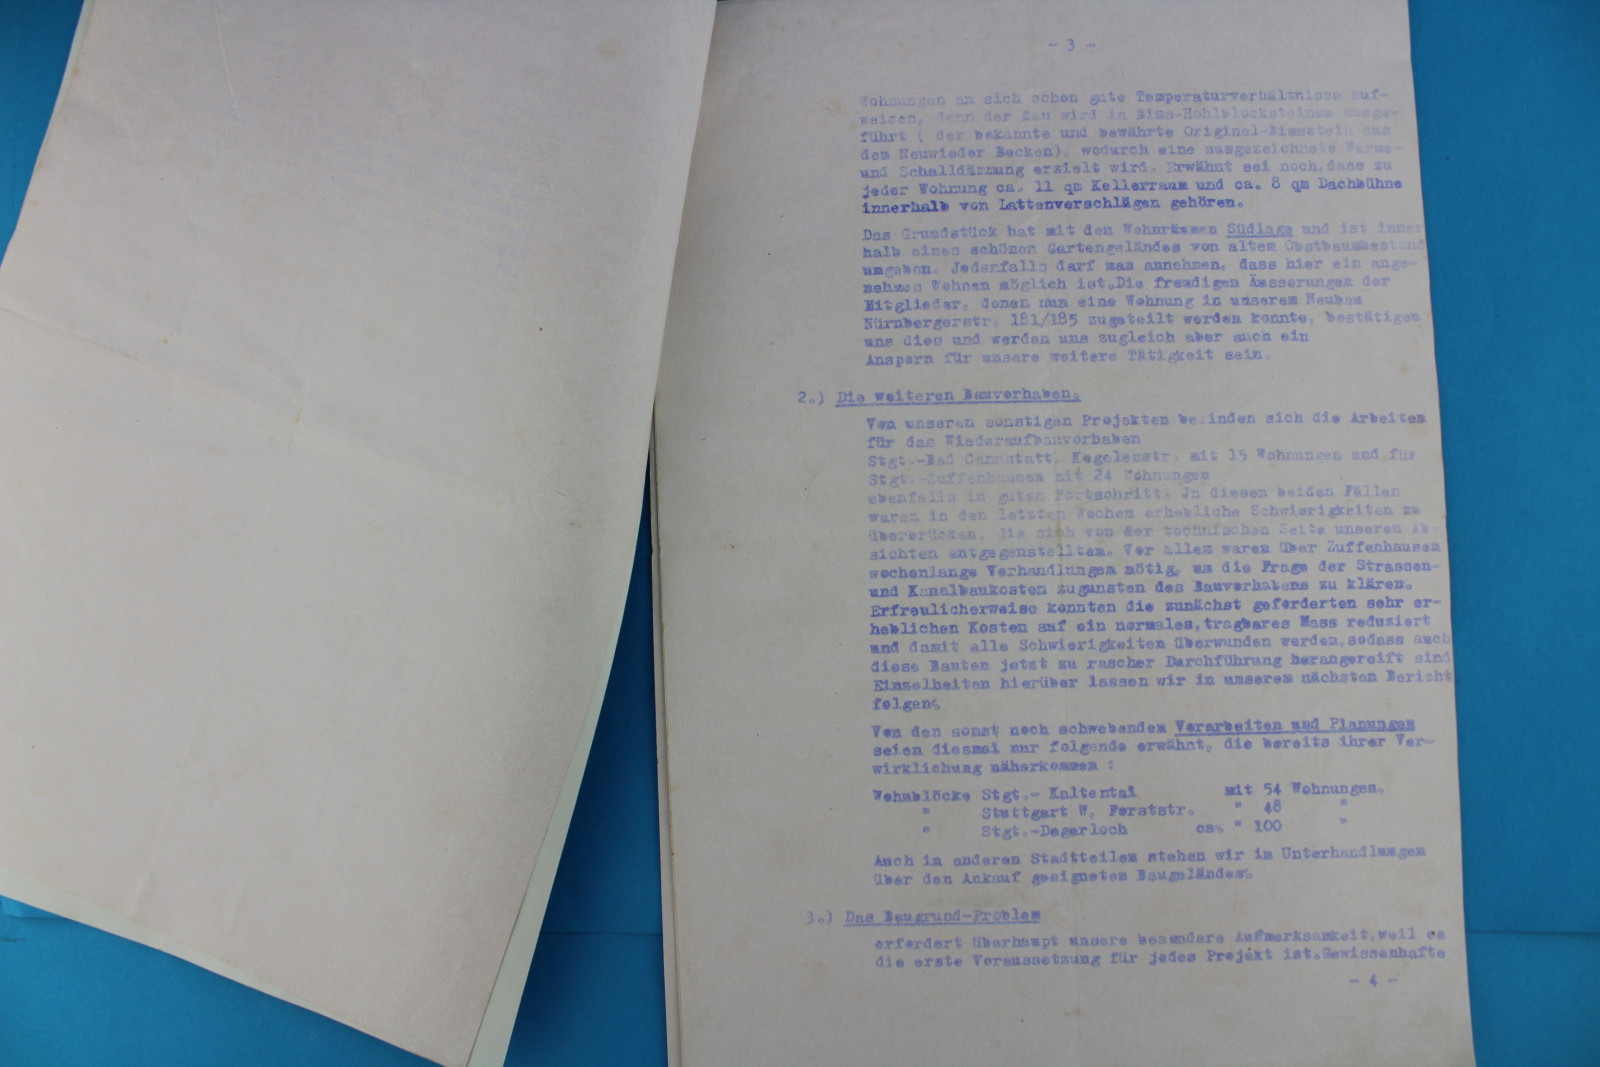 - 3 -
Wohnungen an sich schon gute Temperaturverhältnisse auf-
weisen, denn der Bau wird in Bims-Hohlblocksteinen ausge-
führt ( der bekannte und bewährte Original-Bimsstein aus
dem Neuwieder Becken), wodurch eine ausgezeichnete Wärme-
und Schalldämmung erzielt wird. Erwähnt sei noch,dass zu
jeder Wohnung ca. 11 qm Kellerraum und ca. 8 qm Dachbühne
innerhalb von Lattenverschlägen gehören.
Das Grundstück hat mit den Wohnräumen Südlage und ist inner
halb eines schönen Gartengeländes von altem Obstbaumbestand
umgeben. Jedenfalls darf man annehmen, dass hier ein ange-
nehmes Wohnen möglich ist.Die freudigen Äusserungen der
Mitglieder, denen nun eine Wohnung in unserem Neubau
Nürnbergerstr. 181/185 zugeteilt werden konnte, bestätigen
uns dies und werden uns zugleich aber auch ein
Ansporn für unsere weitere Tätigkeit sein.
2.) Die weiteren Bauvorhaben.
Von unseren sonstigen Projekten befinden sich die Arbeiten
für das Wiederaufbauvorhaben
Stgt.-Bad Cannstatt, Kegelenstr. mit 15 Wohnungen und für
Stgt.-Zuffenhausen mit 24 Wohnungen
ebenfalls in gutem Fortschritt. In diesen beiden Fällen
waren in den letzten Wochen erhebliche Schwierigkeiten zu
überbrücken, die sich von der technischen Seite unseren Ab-
sichten entgegenstellten. Vor allem waren über Zuffenhausen
wochenlange Verhandlungen nötig, um die Frage der Strassen-
und Kanalbaukosten zugunsten des Bauvorhabens zu klären.
Erfreulicherweise konnten die zunächst geforderten sehr er-
heblichen Kosten auf ein normales,tragbares Mass reduziert
und damit alle Schwierigkeiten überwunden werden,sodass auch
diese Bauten jetzt zu rascher Durchführung herangereift sind
Einzelheiten hierüber lassen wir in unserem nächsten Bericht
folgen.
Von den sonst noch schwebenden Vorarbeiten und Planungen
seien diesmal nur folgende erwähnt, die bereits ihrer Ver-
wirklichung näherkommen :
Wohnblöcke Stgt.- Kaltental mit 54 Wohnungen,
" Stuttgart W, Forststr. " 48 "
" Stgt.-Degerloch ca. " 100 "
Auch in anderen Stadtteilen stehen wir in Unterhandlungen
über den Ankauf geeigneten Baugeländes.
3.) Das Baugrund-Problem
erfordert überhaupt unsere besondere Aufmerksamkeit,weil es
die erste Voraussetzung für jedes Projekt ist.Gewissenhafte
- 4 -